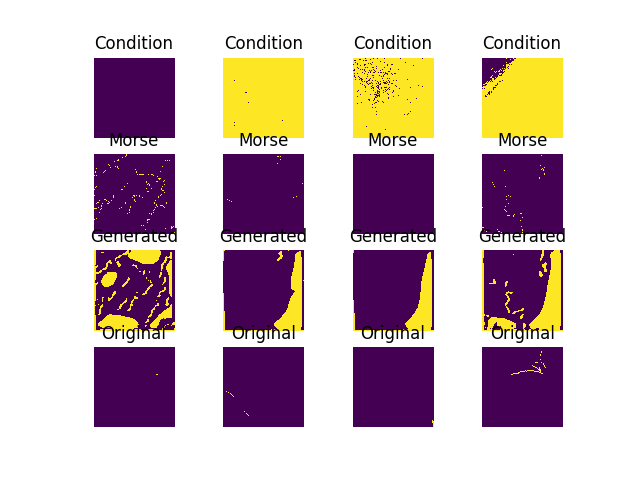 Condition Condition Condition Condition
Morse Morse Morse Morse
Generated Generated Generated Generated
Original Original Original Original